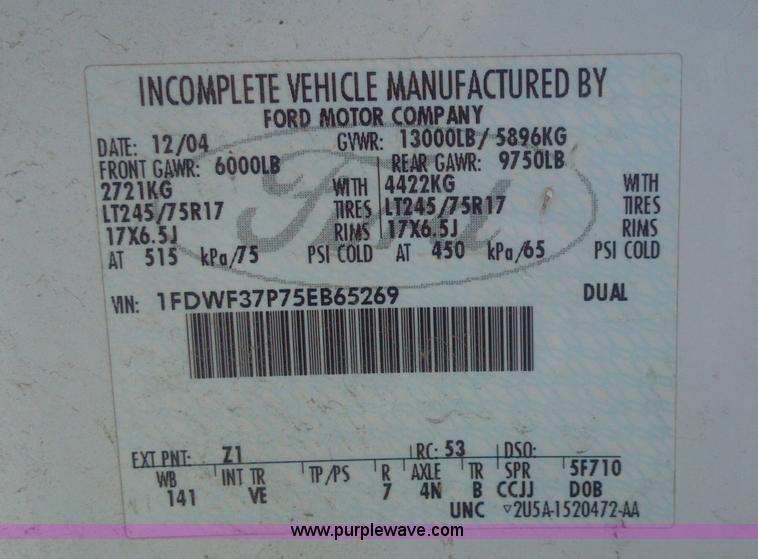 INCOMPLETE VEHICLE MANUFACTURED BY
FORD MOTOR COMPANY
DATE: 12/04 GVWR: 13000LB/ 5896KG
FRONT GAWR: 6000LB REAR GAWR: 9750LB
2721KG WITH 4422KG WITH
LT245/75R17 TIRES LT245/75R17 TIRES
17X6.5J RIMS 17X6.5J RIMS
AT 515 kPa/75 PSI COLD AT 450 kPa/65 PSI COLD
VIN: 1FDWF37P75EB65269 DUAL
Ford
EXT PNT: Z1 RC: 53 DSO:
WB INT TR TP/PS R AXLE TR SPR 5F710
141 VE 7 4N B CCJJ DOB
UNC ▽2U5A-1520472-AA
www.purplewave.com